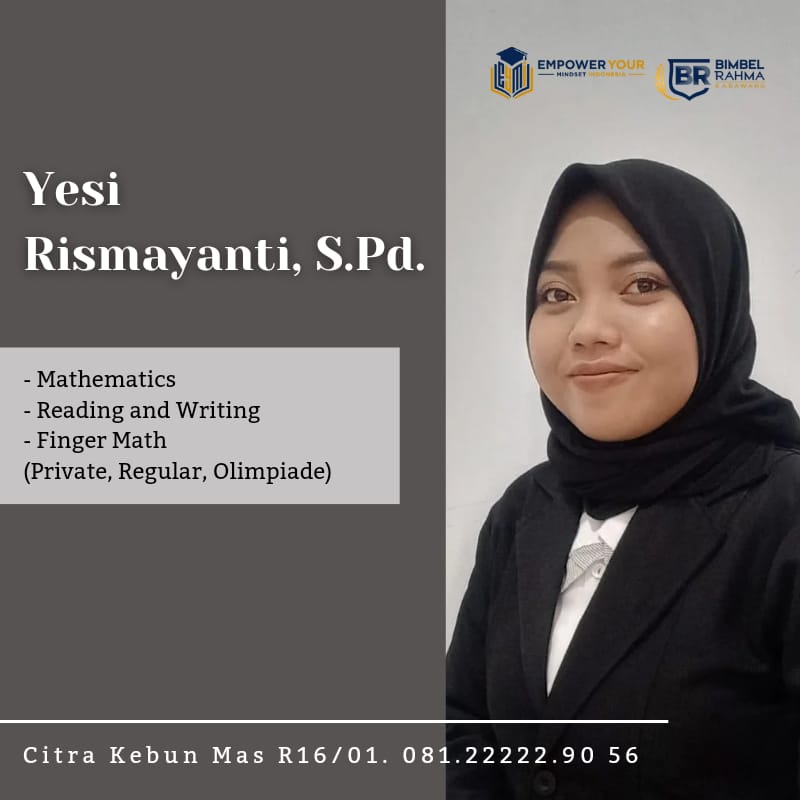 EMPOWER YOUR
MINDSET INDONESIA
BR
BIMBEL
RAHMA
KARAWANG
Yesi
Rismayanti, S.Pd.
- Mathematics
- Reading and Writing
- Finger Math
(Private, Regular, Olimpiade)
Citra Kebun Mas R16/01. 081.22222.90 56